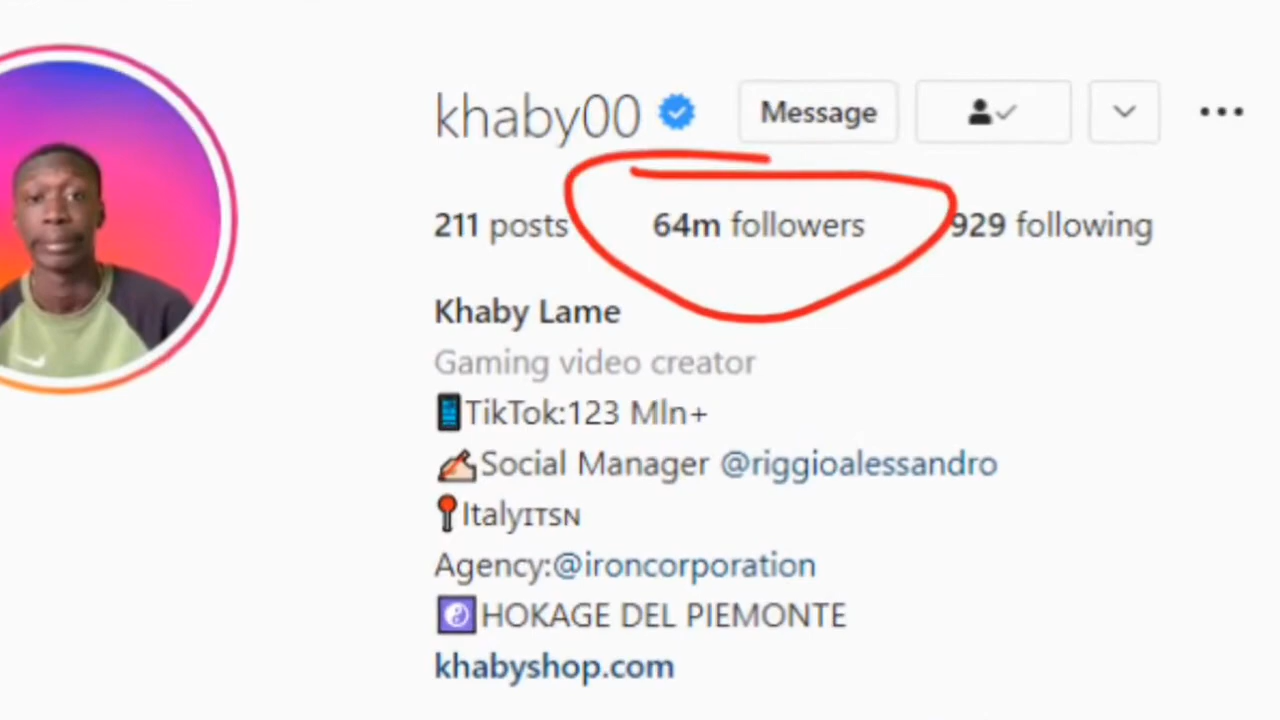 khaby00 Message
211 posts 64m followers 929 following
Khaby Lame
Gaming video creator
TikTok:123 Mln+
Social Manager @riggioalessandro
ItalyITSN
Agency:@ironcorporation
HOKAGE DEL PIEMONTE
khabyshop.com